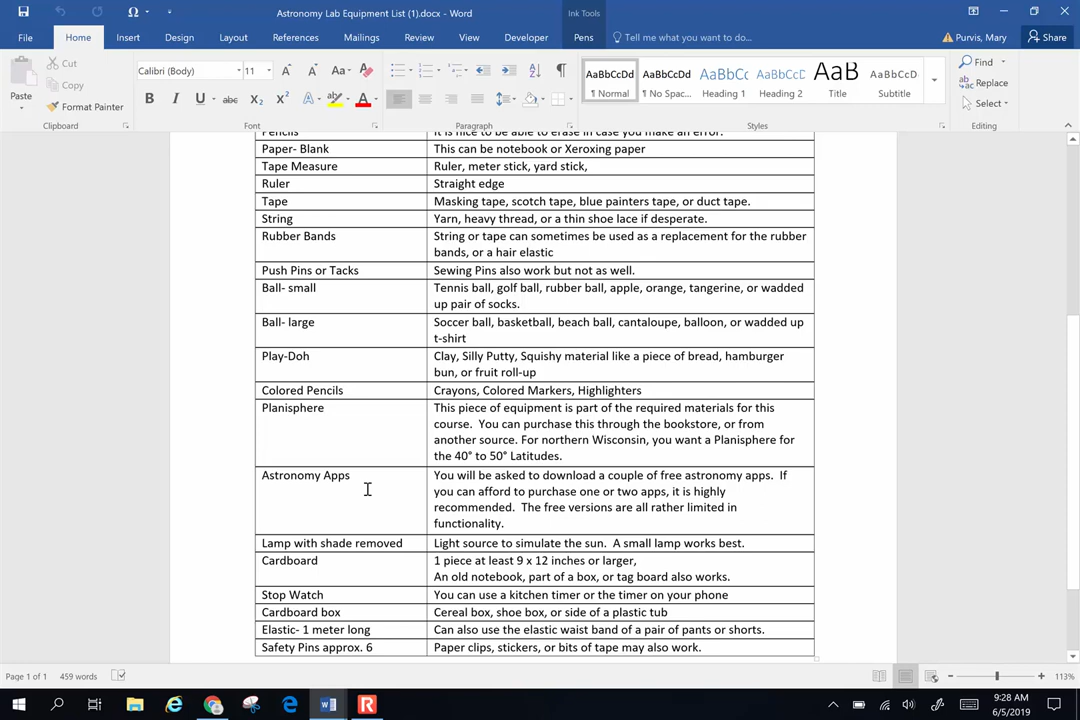 Astronomy Lab Equipment List (1).docx - Word
Ink Tools
File Home Insert Design Layout References Mailings Review View Developer Pens Tell me what you want to do... Purvis, Mary Share
Paste
Cut
Copy
Format Painter
Clipboard
Calibri (Body) 11
Font
Paragraph
AaBbCcDd AaBbCcDd AaBbCc AaBbCcD AaB AaBbCcD
¶ Normal ¶ No Spac... Heading 1 Heading 2 Title Subtitle
Styles
Find
Replace
Select
Editing
Pencils It is nice to be able to erase in case you make an error.
Paper- Blank This can be notebook or Xeroxing paper
Tape Measure Ruler, meter stick, yard stick,
Ruler Straight edge
Tape Masking tape, scotch tape, blue painters tape, or duct tape.
String Yarn, heavy thread, or a thin shoe lace if desperate.
Rubber Bands String or tape can sometimes be used as a replacement for the rubber
bands, or a hair elastic
Push Pins or Tacks Sewing Pins also work but not as well.
Ball- small Tennis ball, golf ball, rubber ball, apple, orange, tangerine, or wadded
up pair of socks.
Ball- large Soccer ball, basketball, beach ball, cantaloupe, balloon, or wadded up
t-shirt
Play-Doh Clay, Silly Putty, Squishy material like a piece of bread, hamburger
bun, or fruit roll-up
Colored Pencils Crayons, Colored Markers, Highlighters
Planisphere This piece of equipment is part of the required materials for this
course. You can purchase this through the bookstore, or from
another source. For northern Wisconsin, you want a Planisphere for
the 40° to 50° Latitudes.
Astronomy Apps You will be asked to download a couple of free astronomy apps. If
you can afford to purchase one or two apps, it is highly
recommended. The free versions are all rather limited in
functionality.
Lamp with shade removed Light source to simulate the sun. A small lamp works best.
Cardboard 1 piece at least 9 x 12 inches or larger,
An old notebook, part of a box, or tag board also works.
Stop Watch You can use a kitchen timer or the timer on your phone
Cardboard box Cereal box, shoe box, or side of a plastic tub
Elastic- 1 meter long Can also use the elastic waist band of a pair of pants or shorts.
Safety Pins approx. 6 Paper clips, stickers, or bits of tape may also work.
Page 1 of 1 459 words 113%
9:28 AM
6/5/2019